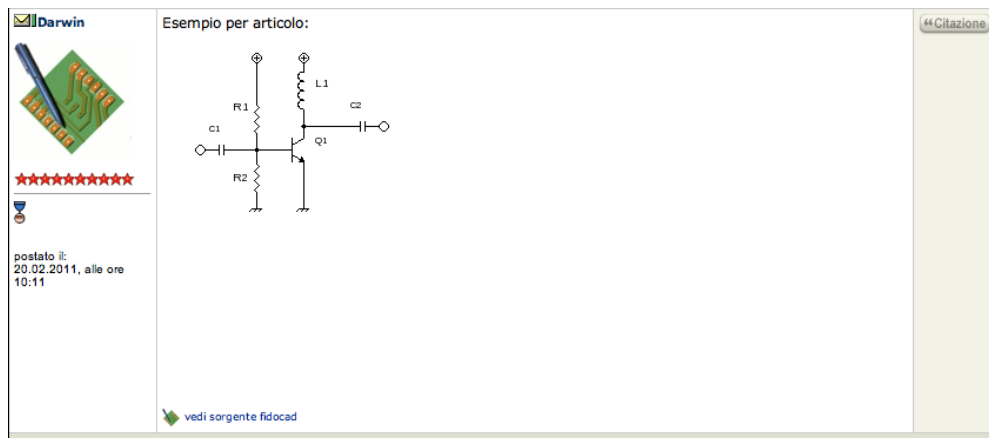 Darwin
Esempio per articolo:
“Citazione
L1
R1
C2
C1
Q1
R2
postato il:
20.02.2011, alle ore
10:11
vedi sorgente fidocad